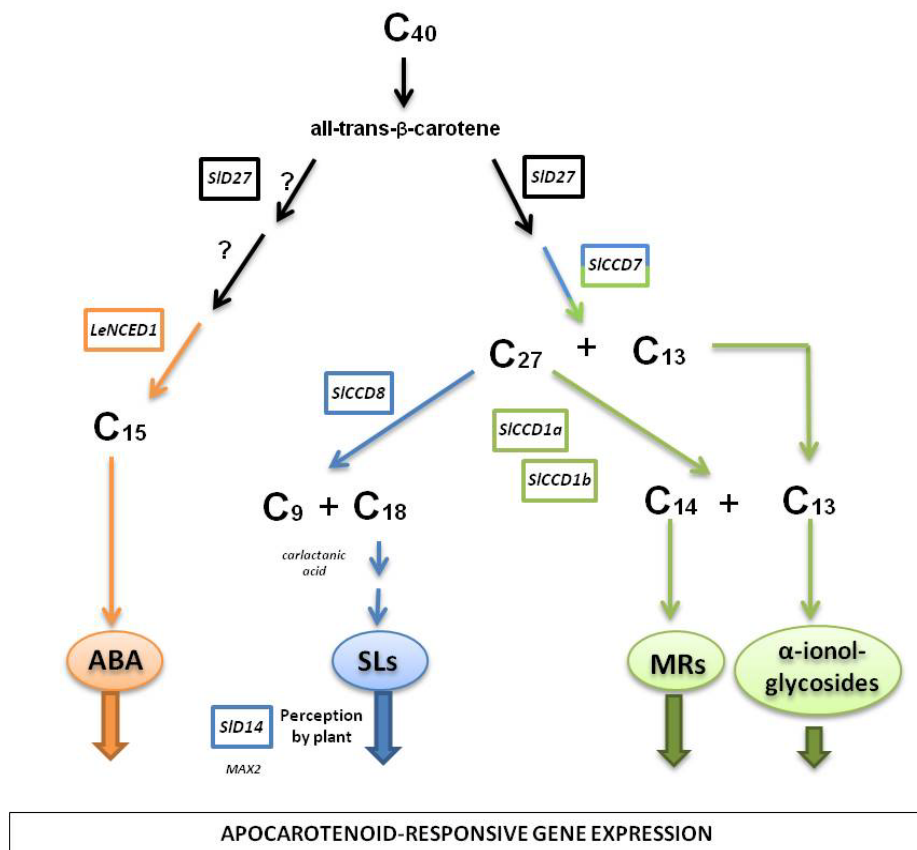 C40
all-trans-β-carotene
SlD27
?
SlD27
?
SlCCD7
LeNCED1
C27 + C13
SlCCD8
C15
SlCCD1a
SlCCD1b
C9 + C18
C14 + C13
carlactanic
acid
ABA
SLs
MRs
α-ionol-
glycosides
SlD14
Perception
by plant
MAX2
APOCAROTENOID-RESPONSIVE GENE EXPRESSION